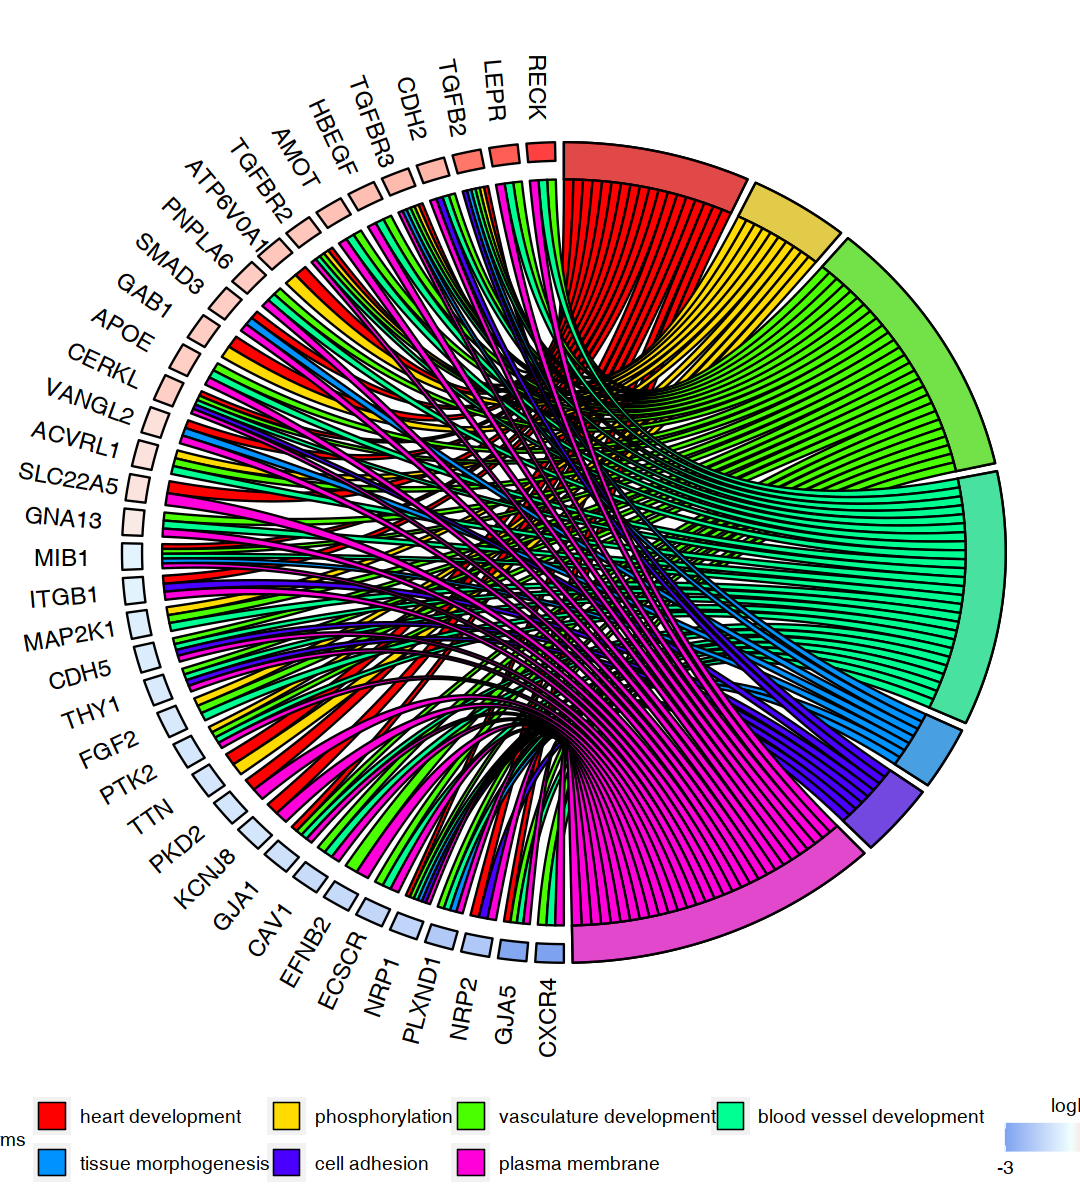 RECK
LEPR
TGFB2
CDH2
TGFBR3
HBEGF
AMOT
TGFBR2
ATP6V0A1
PNPLA6
SMAD3
GAB1
APOE
CERKL
VANGL2
ACVRL1
SLC22A5
GNA13
MIB1
ITGB1
MAP2K1
CDH5
THY1
FGF2
PTK2
TTN
PKD2
KCNJ8
GJA1
CAV1
EFNB2
ECSCR
NRP1
PLXND1
NRP2
GJA5
CXCR4
ms
heart development phosphorylation vasculature development blood vessel development
tissue morphogenesis cell adhesion plasma membrane
log
-3